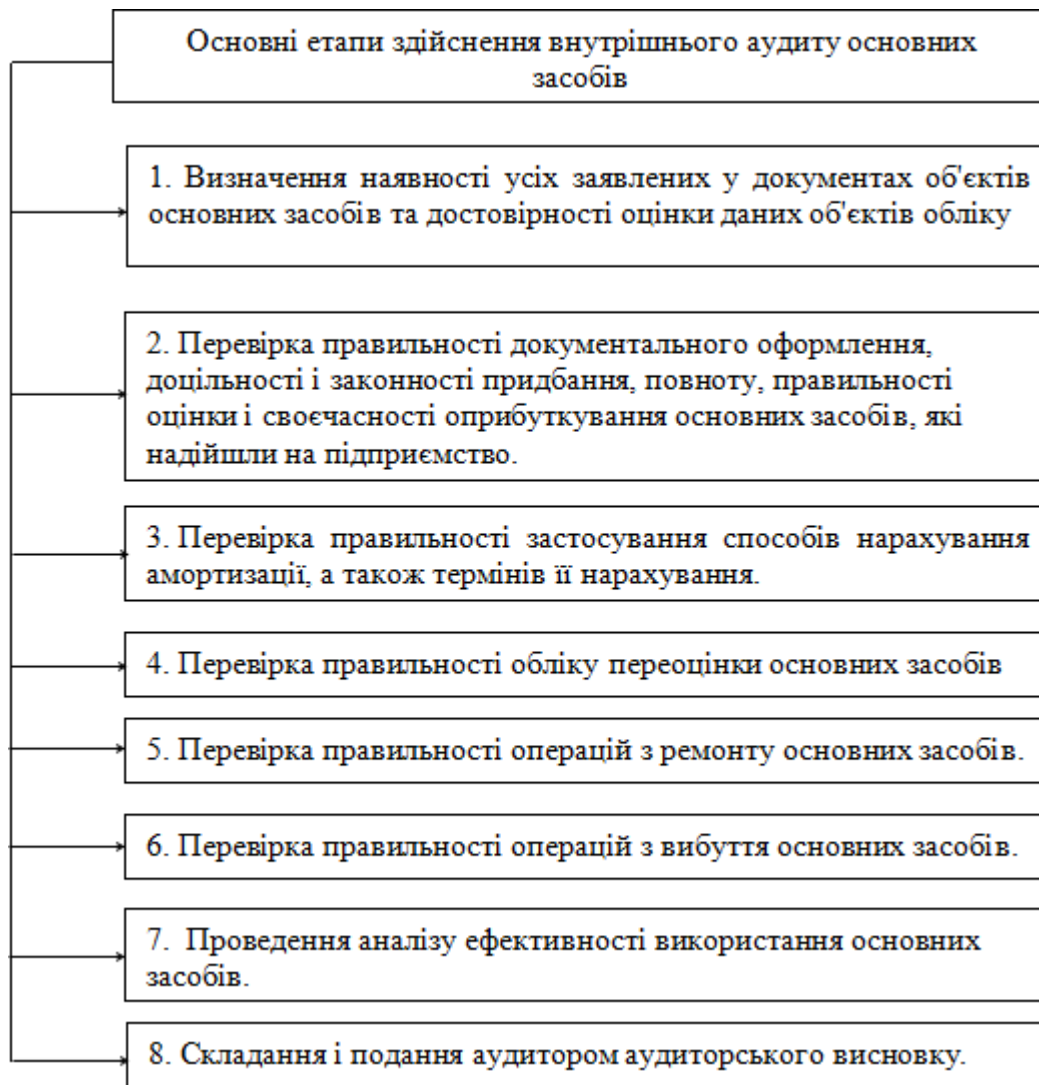 Основні етапи здійснення внутрішнього аудиту основних
засобів
1. Визначення наявності усіх заявлених у документах об'єктів
основних засобів та достовірності оцінки даних об'єктів обліку
2. Перевірка правильності документального оформлення,
доцільності і законності придбання, повноту, правильності
оцінки і своєчасності оприбуткування основних засобів, які
надійшли на підприємство.
3. Перевірка правильності застосування способів нарахування
амортизації, а також термінів її нарахування.
4. Перевірка правильності обліку переоцінки основних засобів
5. Перевірка правильності операцій з ремонту основних засобів.
6. Перевірка правильності операцій з вибуття основних засобів.
7. Проведення аналізу ефективності використання основних
засобів.
8. Складання і подання аудитором аудиторського висновку.